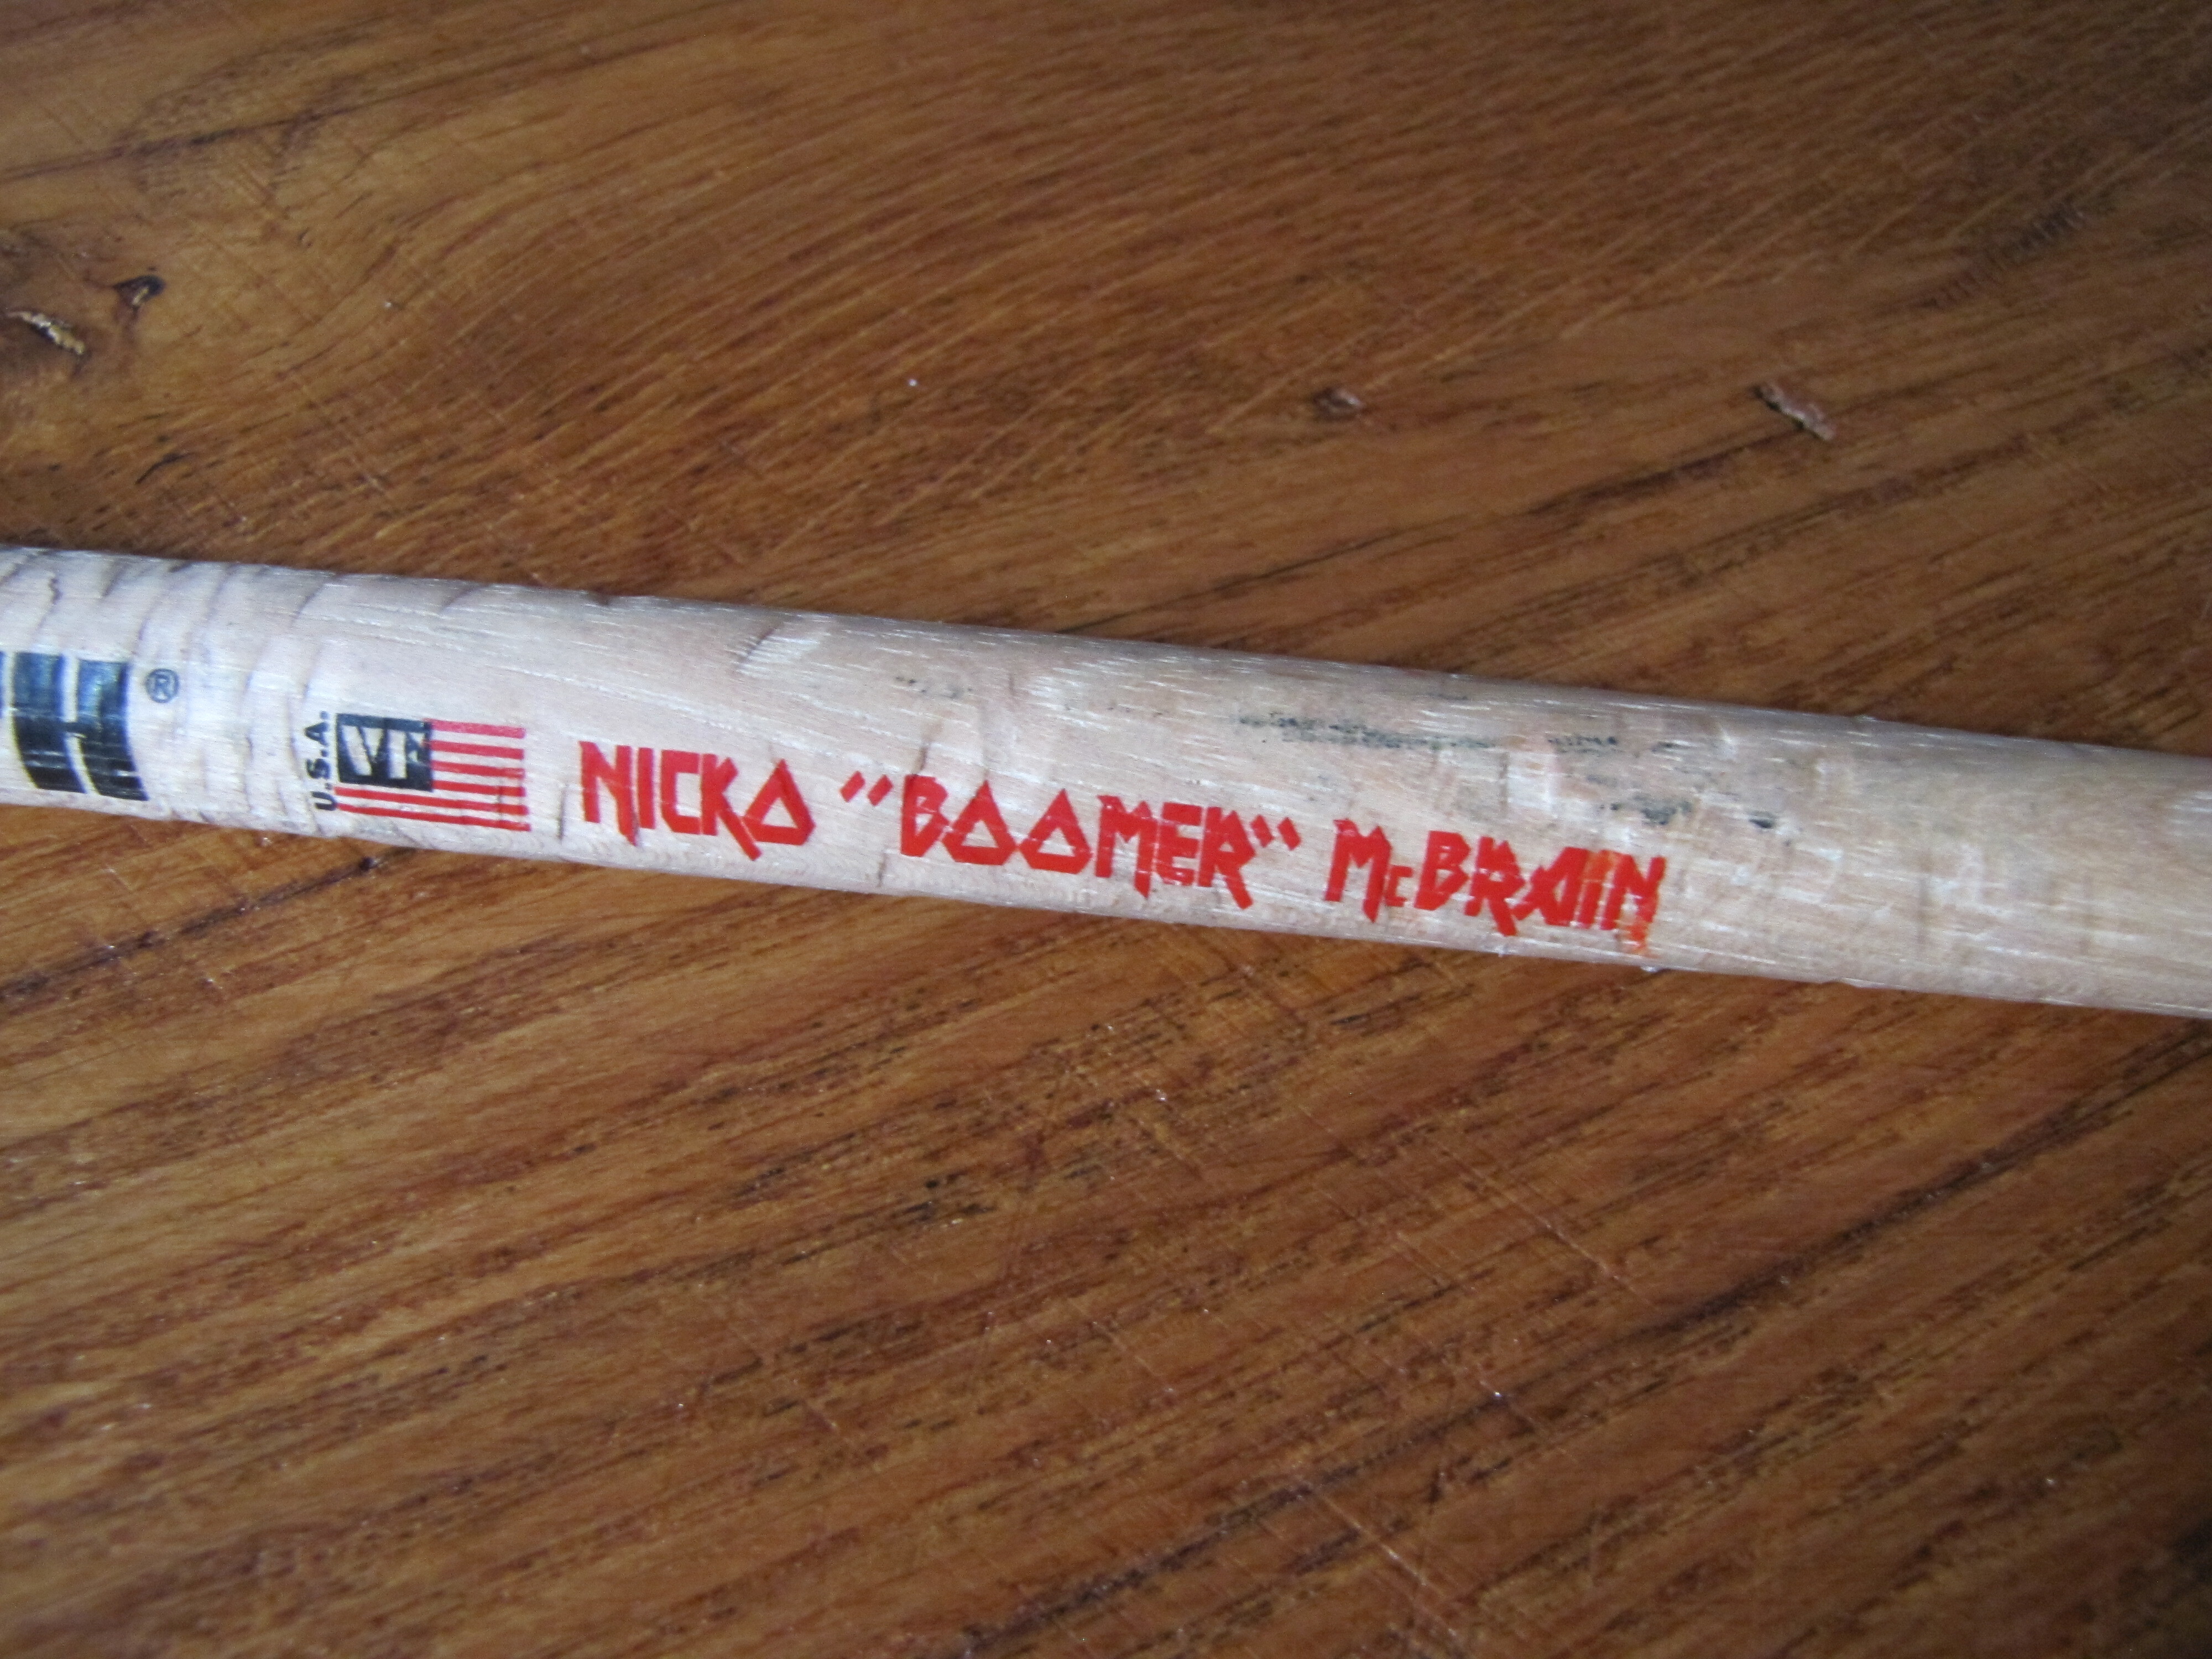 H® U.S.A. VF NICKO "BOOMER" McBRAIN